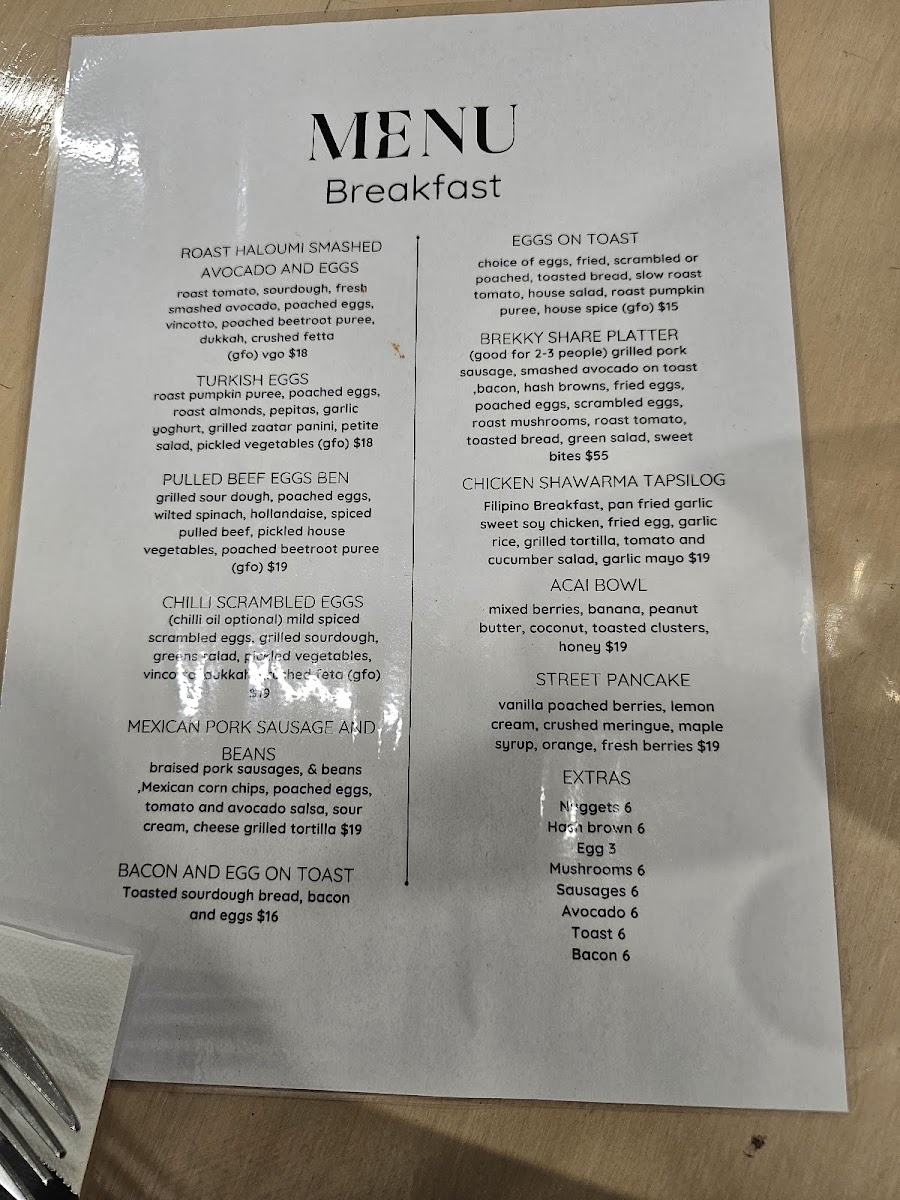 MENU
Breakfast
ROAST HALOUMI SMASHED
AVOCADO AND EGGS
roast tomato, sourdough, fresh
smashed avocado, poached eggs,
vincotto, poached beetroot puree,
dukkah, crushed fetta
(gfo) vgo $18
TURKISH EGGS
roast pumpkin puree, poached eggs,
roast almonds, pepitas, garlic
yoghurt, grilled zaatar panini, petite
salad, pickled vegetables (gfo) $18
PULLED BEEF EGGS BEN
grilled sour dough, poached eggs,
wilted spinach, hollandaise, spiced
pulled beef, pickled house
vegetables, poached beetroot puree
(gfo) $19
CHILLI SCRAMBLED EGGS
(chilli oil optional) mild spiced
scrambled eggs, grilled sourdough,
greens salad, pickled vegetables,
vincotto, dukkah, crushed feta (gfo)
$19
MEXICAN PORK SAUSAGE AND
BEANS
braised pork sausages, & beans
,Mexican corn chips, poached eggs,
tomato and avocado salsa, sour
cream, cheese grilled tortilla $19
BACON AND EGG ON TOAST
Toasted sourdough bread, bacon
and eggs $16
EGGS ON TOAST
choice of eggs, fried, scrambled or
poached, toasted bread, slow roast
tomato, house salad, roast pumpkin
puree, house spice (gfo) $15
BREKKY SHARE PLATTER
(good for 2-3 people) grilled pork
sausage, smashed avocado on toast
,bacon, hash browns, fried eggs,
poached eggs, scrambled eggs,
roast mushrooms, roast tomato,
toasted bread, green salad, sweet
bites $55
CHICKEN SHAWARMA TAPSILOG
Filipino Breakfast, pan fried garlic
sweet soy chicken, fried egg, garlic
rice, grilled tortilla, tomato and
cucumber salad, garlic mayo $19
ACAI BOWL
mixed berries, banana, peanut
butter, coconut, toasted clusters,
honey $19
STREET PANCAKE
vanilla poached berries, lemon
cream, crushed meringue, maple
syrup, orange, fresh berries $19
EXTRAS
Nuggets 6
Hash brown 6
Egg 3
Mushrooms 6
Sausages 6
Avocado 6
Toast 6
Bacon 6